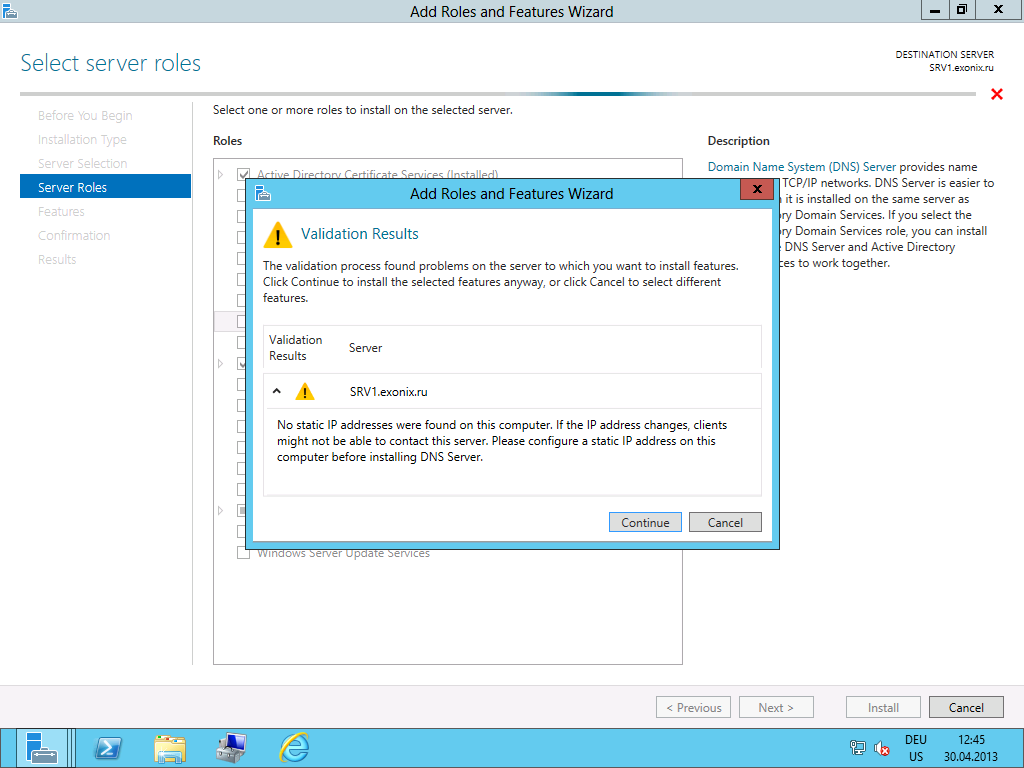 Add Roles and Features Wizard
Select server roles
DESTINATION SERVER
SRV1.exonix.ru
Before You Begin
Installation Type
Server Selection
Server Roles
Features
Confirmation
Results
Select one or more roles to install on the selected server.
Roles
Active Directory Certificate Services (Installed)
Windows Server Update Services
Description
Domain Name System (DNS) Server provides name
TCP/IP networks. DNS Server is easier to
it is installed on the same server as
ry Domain Services. If you select the
ry Domain Services role, you can install
DNS Server and Active Directory
ces to work together.
Add Roles and Features Wizard
Validation Results
The validation process found problems on the server to which you want to install features.
Click Continue to install the selected features anyway, or click Cancel to select different
features.
Validation
Results
Server
SRV1.exonix.ru
No static IP addresses were found on this computer. If the IP address changes, clients
might not be able to contact this server. Please configure a static IP address on this
computer before installing DNS Server.
Continue
Cancel
< Previous
Next >
Install
Cancel
DEU
US
12:45
30.04.2013